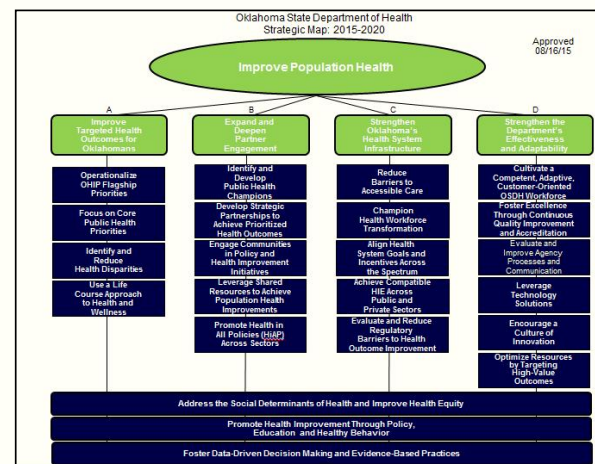 Oklahoma State Department of Health
Strategic Map: 2015-2020
Approved
08/16/15
Improve Population Health
A
B
C
D
Improve
Targeted Health
Outcomes for
Oklahomans
Operationalize
OHIP Flagship
Priorities
Focus on Core
Public Health
Priorities
Identify and
Reduce
Health Disparities
Use a Life
Course Approach
to Health and
Wellness
Expand and
Deepen
Partner
Engagement
Identify and
Develop
Public Health
Champions
Develop Strategic
Partnerships to
Achieve Prioritized
Health Outcomes
Engage Communities
in Policy and
Health Improvement
Initiatives
Leverage Shared
Resources to Achieve
Population Health
Improvements
Promote Health in
All Policies (HiAP)
Across Sectors
Strengthen
Oklahoma's
Health System
Infrastructure
Reduce
Barriers to
Accessible Care
Champion
Health Workforce
Transformation
Align Health
System Goals and
Incentives Across
the Spectrum
Achieve Compatible
HIE Across
Public and
Private Sectors
Evaluate and Reduce
Regulatory
Barriers to Health
Outcome Improvement
Strengthen the
Department's
Effectiveness
and Adaptability
Cultivate a
Competent, Adaptive,
Customer-Oriented
OSDH Workforce
Foster Excellence
Through Continuous
Quality Improvement
and Accreditation
Evaluate and
Improve Agency
Processes and
Communication
Leverage
Technology
Solutions
Encourage a
Culture of
Innovation
Optimize Resources
by Targeting
High-Value
Outcomes
Address the Social Determinants of Health and Improve Health Equity
Promote Health Improvement Through Policy,
Education and Healthy Behavior
Foster Data-Driven Decision Making and Evidence-Based Practices